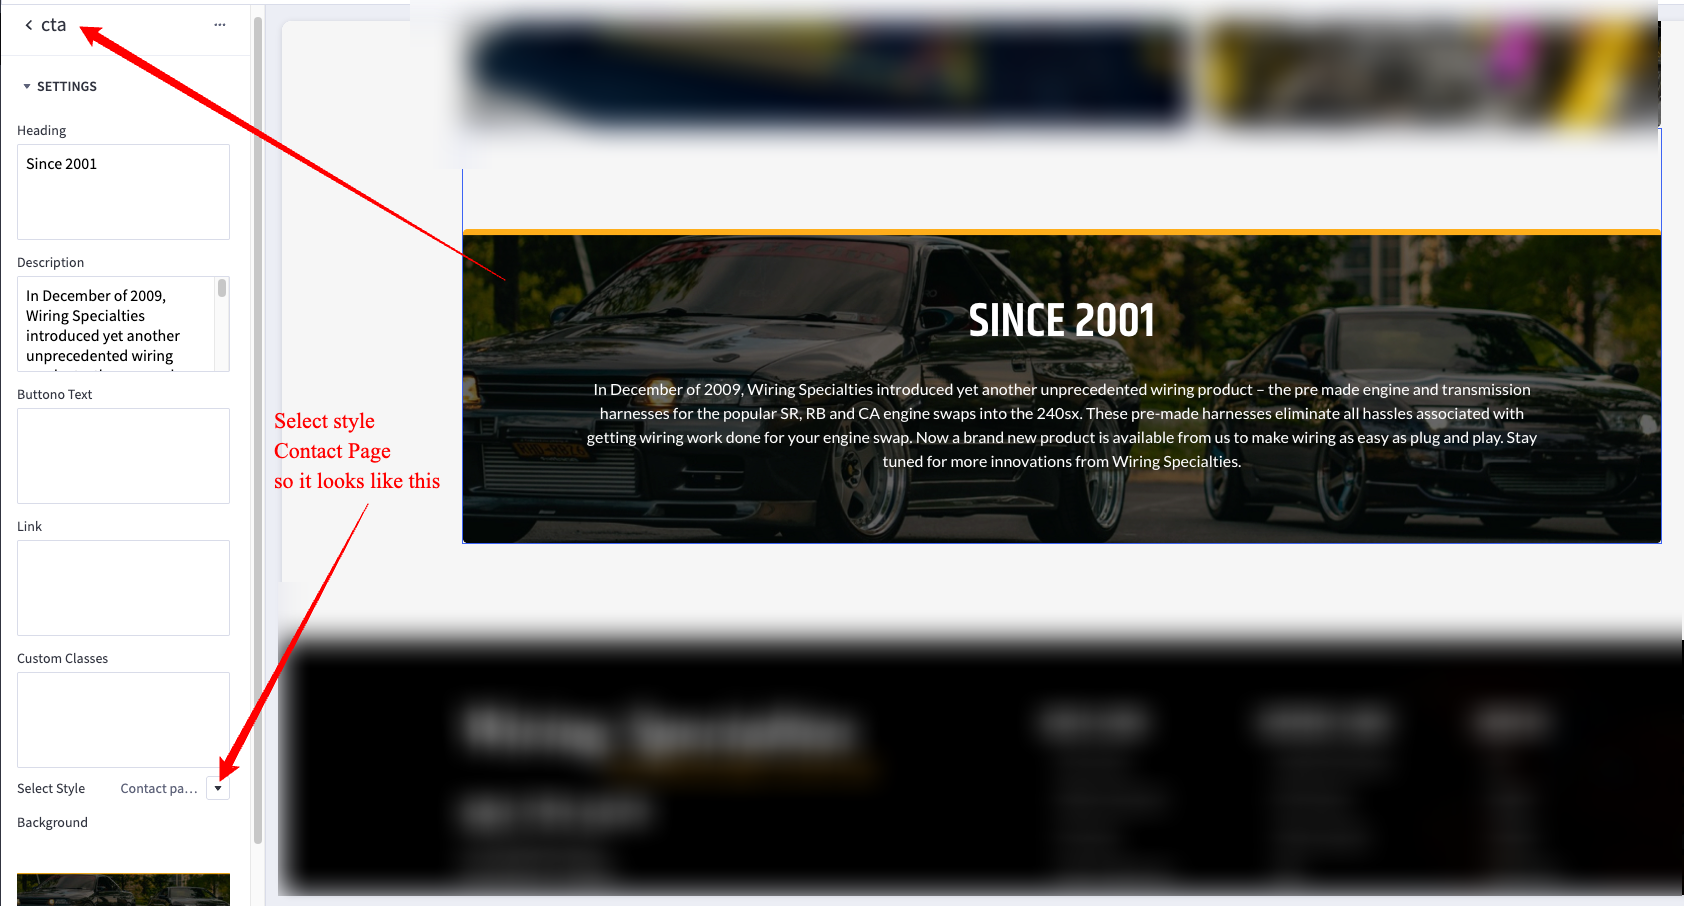 cta
...
SETTINGS
Heading
Since 2001
Description
In December of 2009,
Wiring Specialties
introduced yet another
unprecedented wiring
Buttono Text
Link
Custom Classes
Select Style Contact pa...
Background
Select style
Contact Page
so it looks like this
SINCE 2001
In December of 2009, Wiring Specialties introduced yet another unprecedented wiring product – the pre made engine and transmission
harnesses for the popular SR, RB and CA engine swaps into the 240sx. These pre-made harnesses eliminate all hassles associated with
getting wiring work done for your engine swap. Now a brand new product is available from us to make wiring as easy as plug and play. Stay
tuned for more innovations from Wiring Specialties.
Wiring Specialties